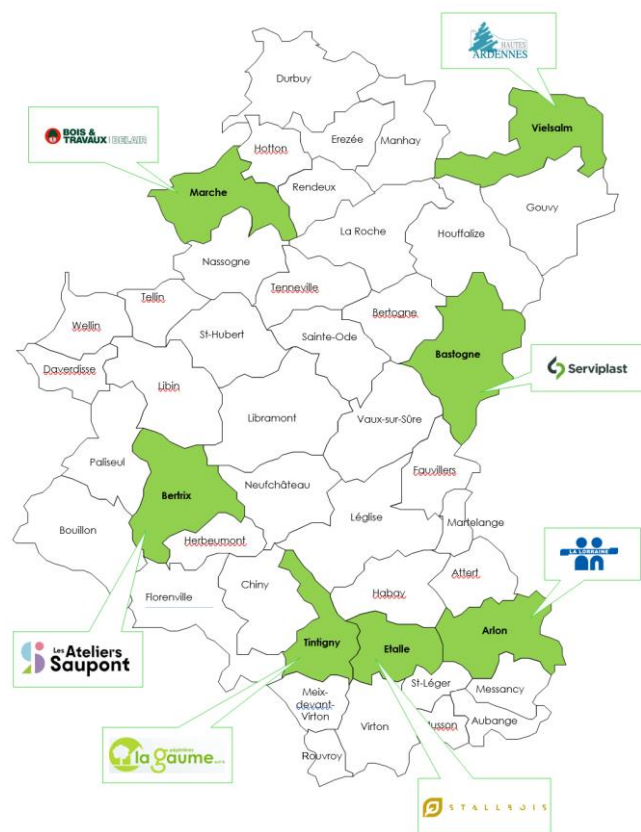 HAUTES
ARDENNES
Durbuy
Vielsalm
BOIS &
TRAVAUX BELAIR
Hotton
Erezée
Manhay
Marche
Rendeux
Gouvy
La Roche
Houffalize
Nassogne
Tenneville
Tellin
Bertogne
Wellin
St-Hubert
Sainte-Ode
Bastogne
Daverdisse
Serviplast
Libin
Libramont
Vaux-sur-Sûre
Paliseul
Fauvillers
Bertrix
Neufchâteau
Bouillon
Léglise
Martelange
Herbeumont
LA LORRAINE
Attert
Chiny
Habay
Florenville
Les Ateliers
Saupont
Tintigny
Etalle
Arlon
St-Léger
Messancy
Meix-
devant-
Virton
Virton
usson
Aubange
la gaume
Rouvroy
STALLBOIS